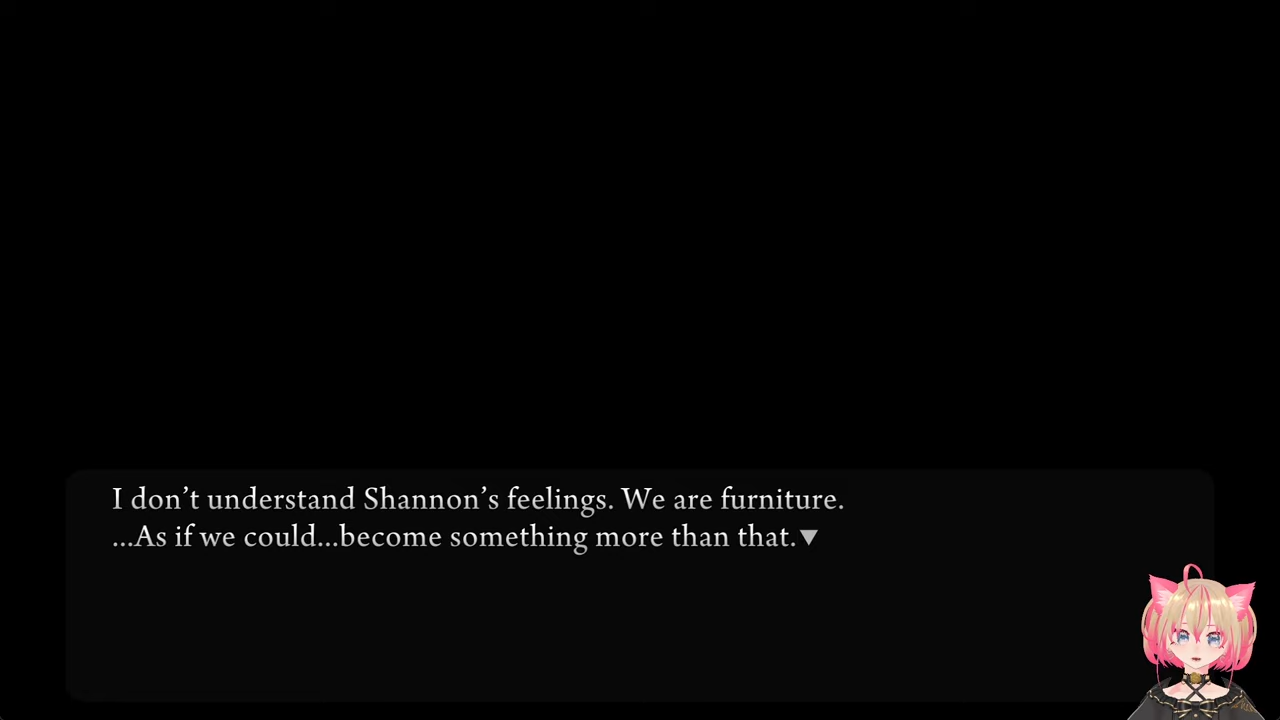 I don’t understand Shannon’s feelings. We are furniture.
...As if we could...become something more than that.▼